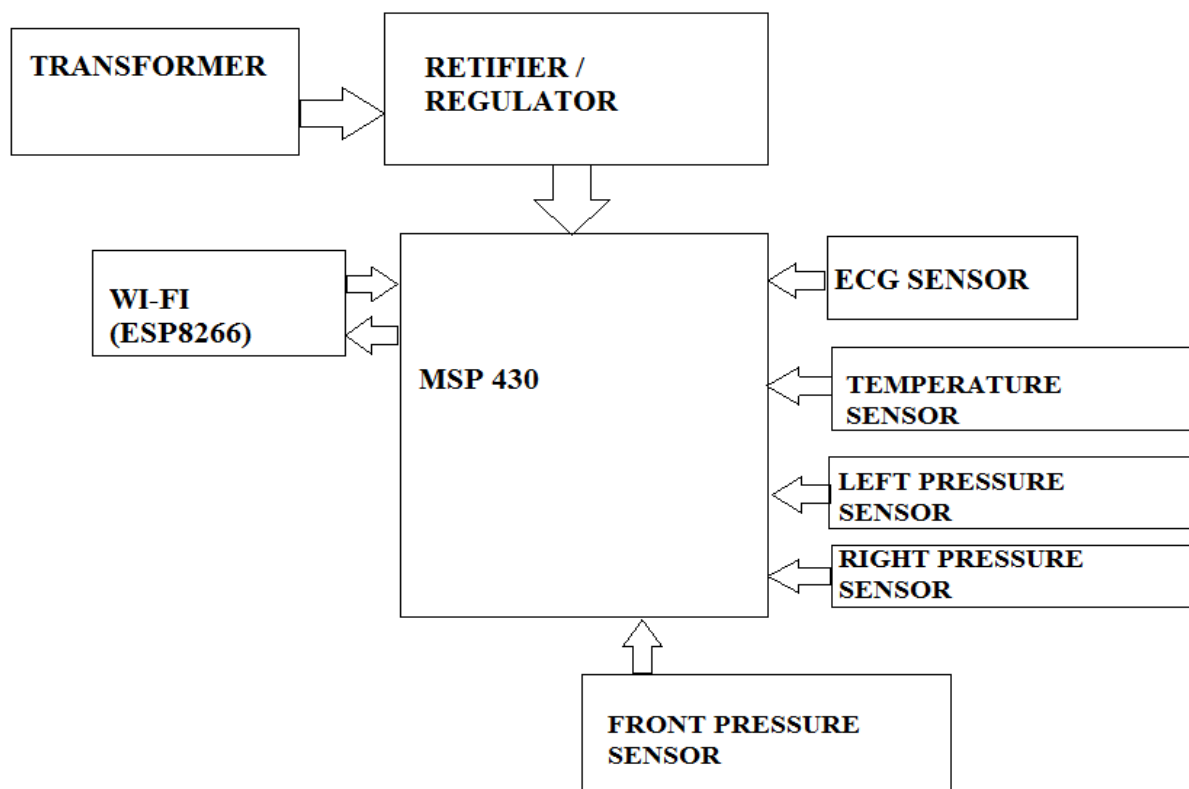 TRANSFORMER
RETIFIER /
REGULATOR
WI-FI
(ESP8266)
MSP 430
ECG SENSOR
TEMPERATURE
SENSOR
LEFT PRESSURE
SENSOR
RIGHT PRESSURE
SENSOR
FRONT PRESSURE
SENSOR